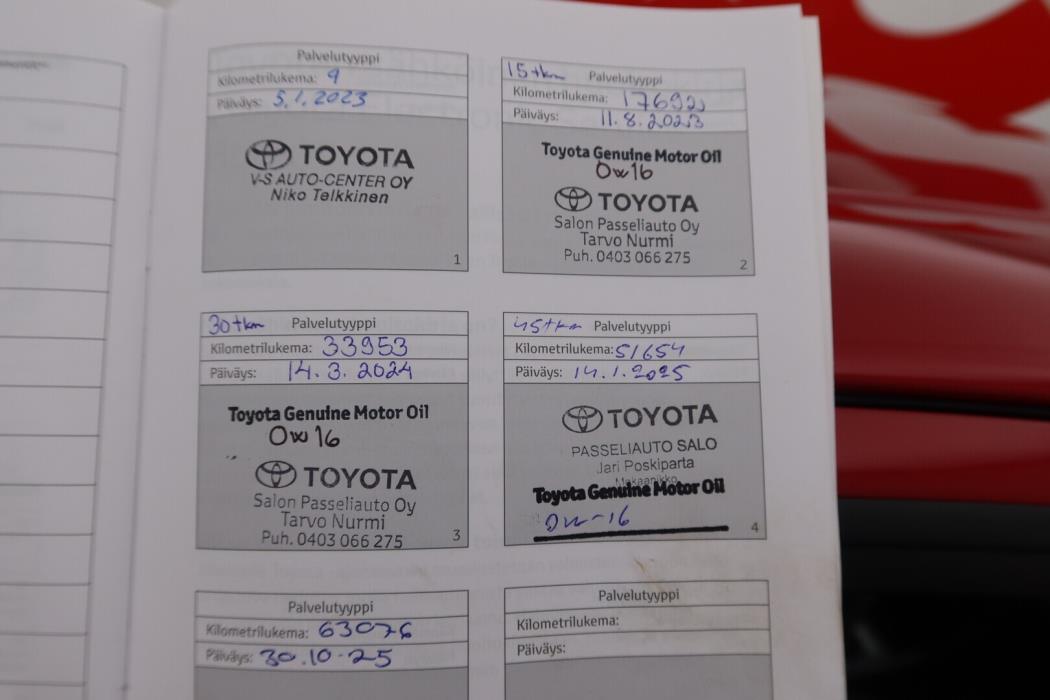 Palvelutyyppi
Kilometrilukema: 9
Päiväys: 5.1.2023
TOYOTA
V-S AUTO-CENTER OY
Niko Telkkinen
1
15tkm Palvelutyyppi
Kilometrilukema: 17692
Päiväys: 11.8.2023
Toyota Genuine Motor Oil
0w16
TOYOTA
Salon Passeliauto Oy
Tarvo Nurmi
Puh. 0403 066 275
2
30tkm Palvelutyyppi
Kilometrilukema: 33953
Päiväys: 14.3.2024
Toyota Genuine Motor Oil
0w16
TOYOTA
Salon Passeliauto Oy
Tarvo Nurmi
Puh. 0403 066 275
3
45tkm Palvelutyyppi
Kilometrilukema: 51654
Päiväys: 14.1.2025
TOYOTA
PASSELIAUTO SALO
Jari Poskiparta
Mekaanikko
Toyota Genuine Motor Oil
0w-16
4
Palvelutyyppi
Kilometrilukema: 63076
Päiväys: 30.10-25
Palvelutyyppi
Kilometrilukema:
Päiväys: